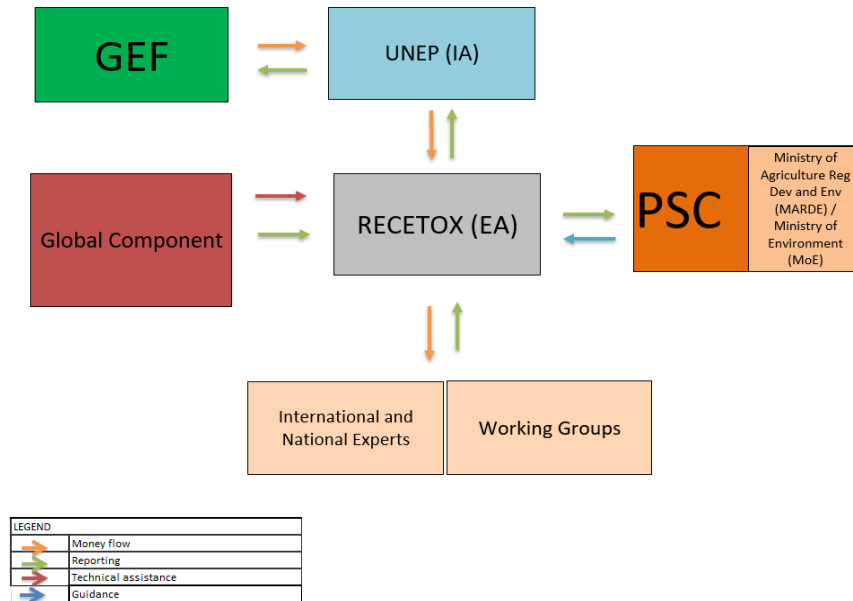 GEF
UNEP (IA)
Global Component
RECETOX (EA)
PSC
Ministry of
Agriculture Reg
Dev and Env
(MARDE) /
Ministry of
Environment
(MoE)
International and
National Experts
Working Groups
LEGEND
Money flow
Reporting
Technical assistance
Guidance